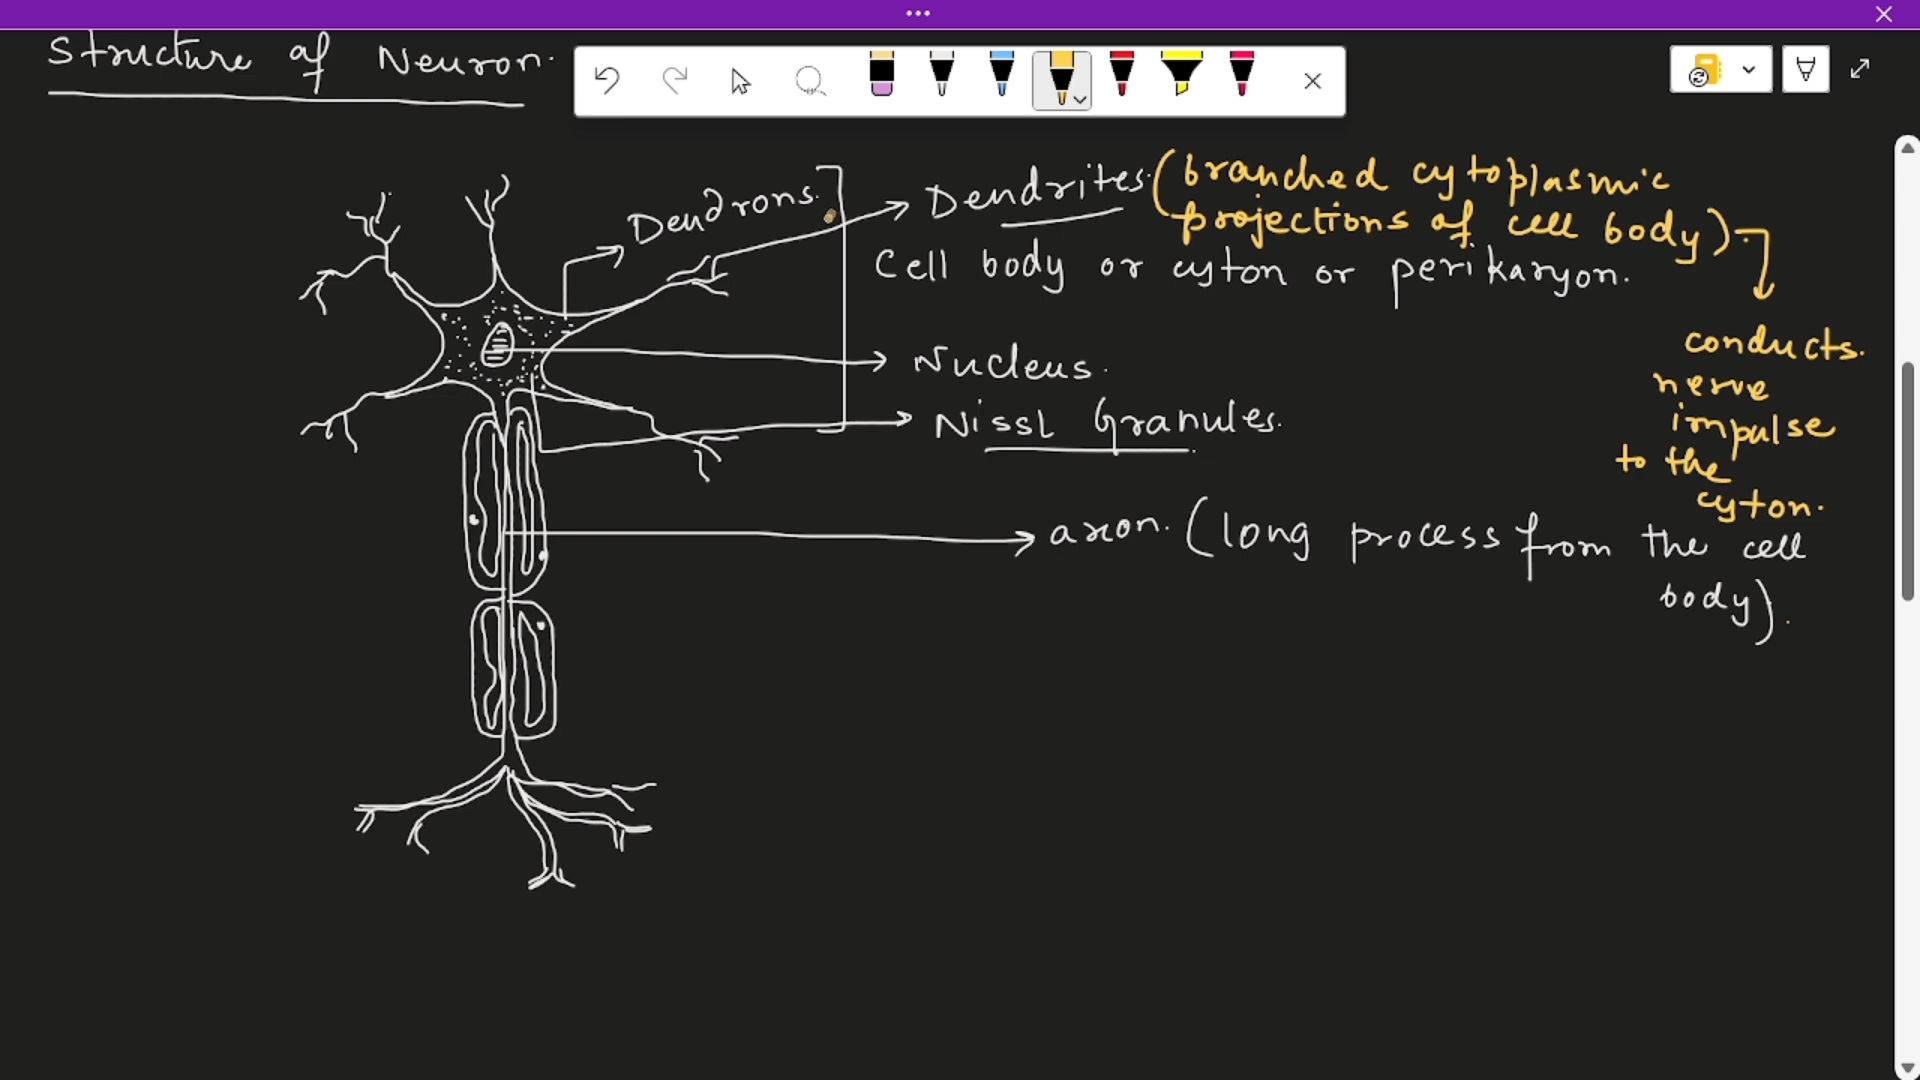 Structure of Neuron.
Dendrons.
Dendrites. (branched cytoplasmic
projections of cell body).
Cell body or cyton or perikaryon.
conducts.
nerve
impulse
to the
cyton.
Nucleus.
Nissl Granules.
axon. (long process from the cell
body).